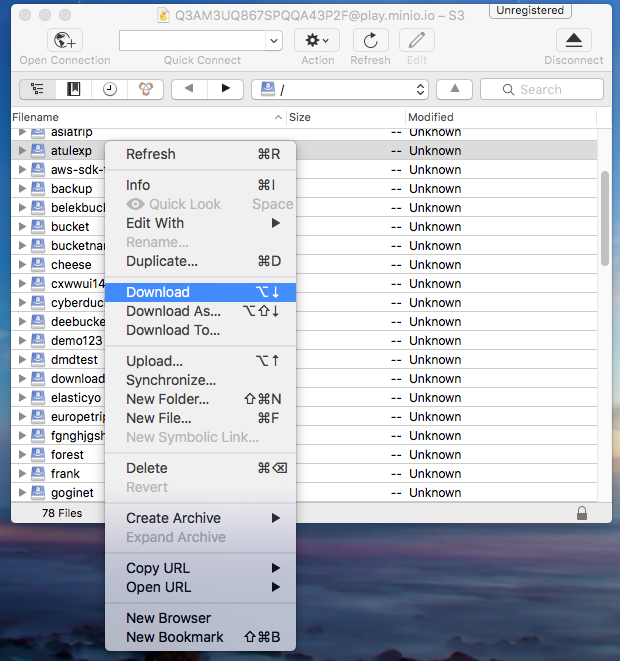 Q3AM3UQ867SPQQA43P2F@play.minio.io – S3
Unregistered
Open Connection
Quick Connect
Action
Refresh
Edit
Disconnect
/
Search
Filename
Size
Modified
asiatrip -- Unknown
atulexp -- Unknown
aws-sdk- -- Unknown
backup -- Unknown
belekbuc -- Unknown
bucket -- Unknown
bucketnar -- Unknown
cheese -- Unknown
cxwwui14 -- Unknown
cyberduc -- Unknown
deebucke -- Unknown
demo123 -- Unknown
dmdtest -- Unknown
download -- Unknown
elasticyo -- Unknown
europetrip -- Unknown
fgnghjgsh -- Unknown
forest -- Unknown
frank -- Unknown
goginet -- Unknown
78 Files
Refresh ⌘R
Info ⌘I
Quick Look Space
Edit With
Rename...
Duplicate... ⌘D
Download ⌥↓
Download As... ⌥⇧↓
Download To...
Upload... ⌥↑
Synchronize...
New Folder... ⇧⌘N
New File... ⌘F
New Symbolic Link...
Delete ⌘⌫
Revert
Create Archive
Expand Archive
Copy URL
Open URL
New Browser
New Bookmark ⇧⌘B